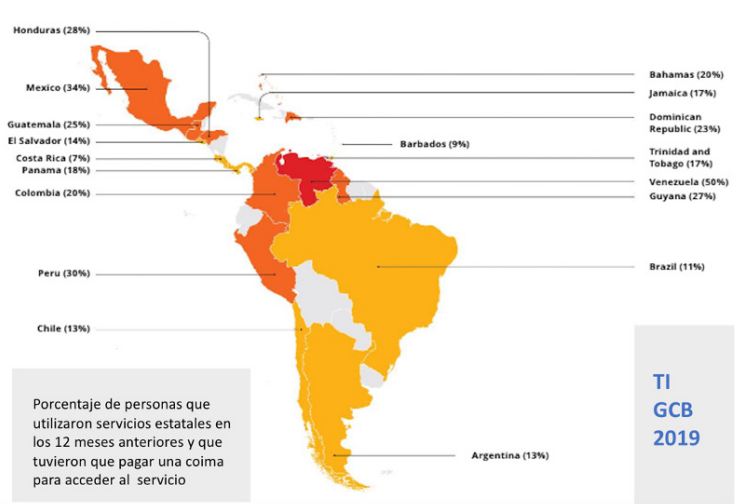 Honduras (28%)
Mexico (34%)
Guatemala (25%)
El Salvador (14%)
Costa Rica (7%)
Panama (18%)
Colombia (20%)
Peru (30%)
Chile (13%)
Bahamas (20%)
Jamaica (17%)
Dominican
Republic (23%)
Barbados (9%)
Trinidad and
Tobago (17%)
Venezuela (50%)
Guyana (27%)
Brazil (11%)
Argentina (13%)
Porcentaje de personas que
utilizaron servicios estatales en
los 12 meses anteriores y que
tuvieron que pagar una coima
para acceder al servicio
TI
GCB
2019